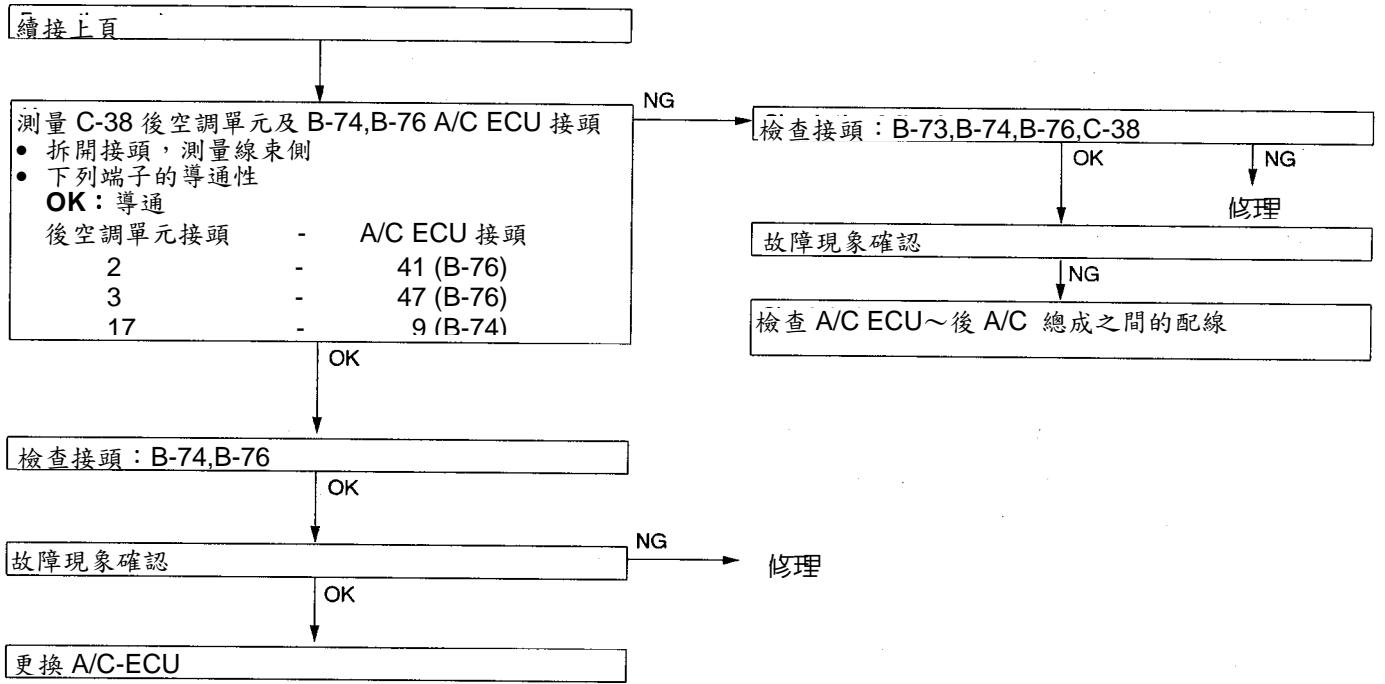 續接上頁
測量 C-38 後空調單元及 B-74,B-76 A/C ECU 接頭
• 拆開接頭，測量線束側
• 下列端子的導通性
OK：導通
後空調單元接頭 - A/C ECU 接頭
2 - 41 (B-76)
3 - 47 (B-76)
17 - 9 (B-74)
NG
檢查接頭：B-73,B-74,B-76,C-38
OK
NG
修理
故障現象確認
NG
檢查 A/C ECU～後 A/C 總成之間的配線
OK
檢查接頭：B-74,B-76
OK
故障現象確認
NG
修理
OK
更換 A/C-ECU